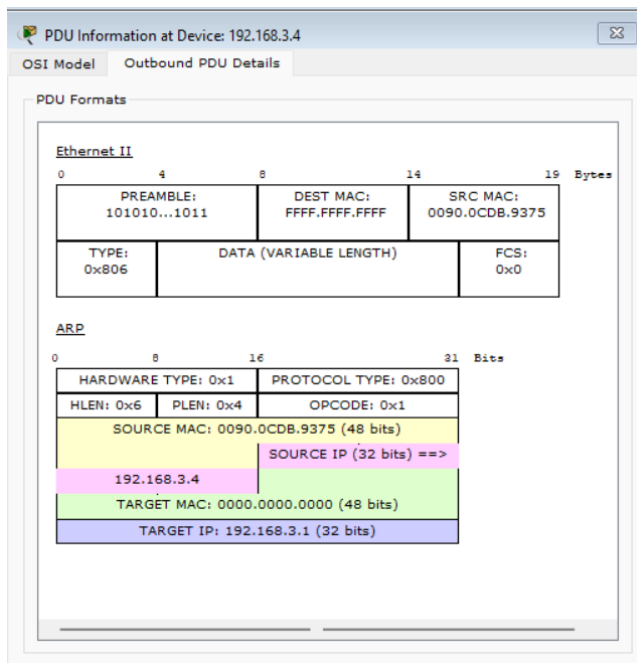 PDU Information at Device: 192.168.3.4
OSI Model Outbound PDU Details
PDU Formats
Ethernet II
0 4 8 14 19 Bytes
PREAMBLE: DEST MAC: SRC MAC:
101010...1011 FFFF.FFFF.FFFF 0090.0CDB.9375
TYPE: DATA (VARIABLE LENGTH) FCS:
0x806 0x0
ARP
0 8 16 31 Bits
HARDWARE TYPE: 0x1 PROTOCOL TYPE: 0x800
HLEN: 0x6 PLEN: 0x4 OPCODE: 0x1
SOURCE MAC: 0090.0CDB.9375 (48 bits)
SOURCE IP (32 bits) ==>
192.168.3.4
TARGET MAC: 0000.0000.0000 (48 bits)
TARGET IP: 192.168.3.1 (32 bits)